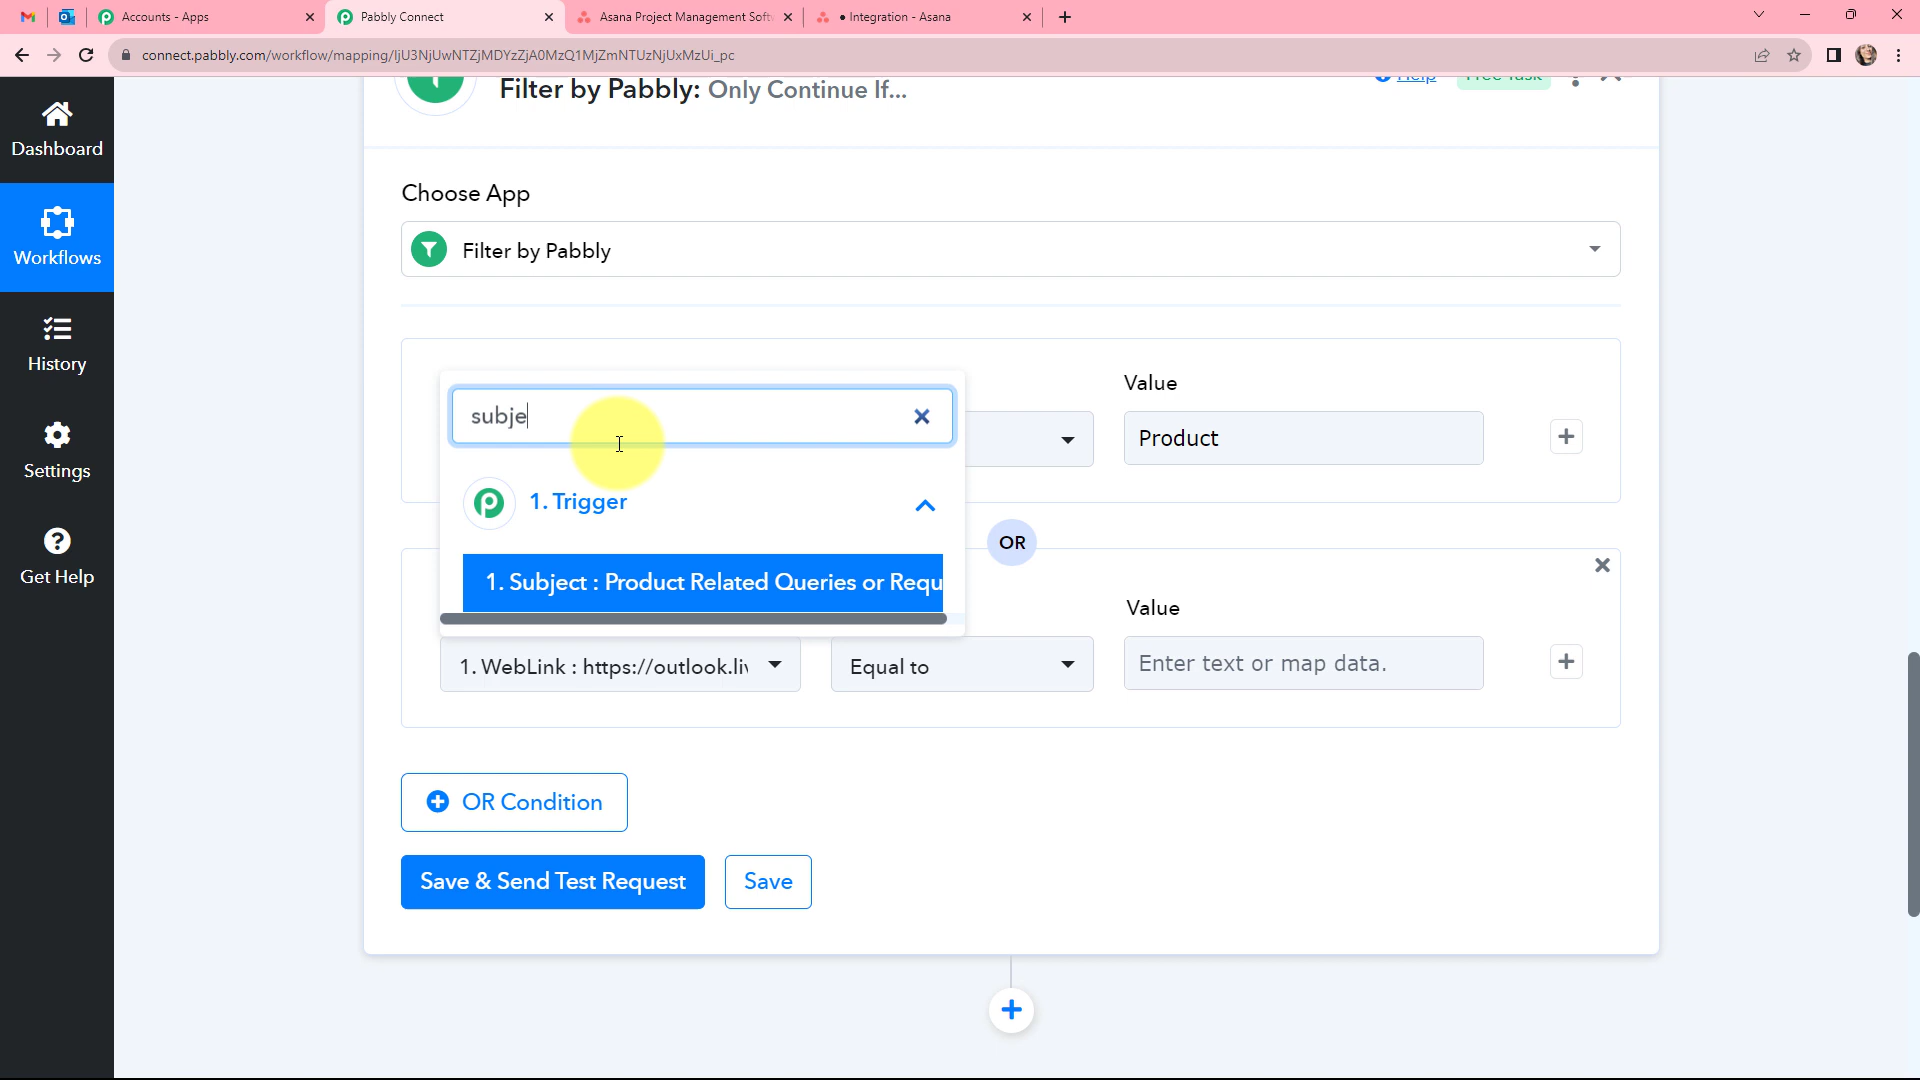 Accounts - Apps
Pabbly Connect
Asana Project Management Soft
• Integration - Asana
connect.pabbly.com/workflow/mapping/IjU3NjUwNTZjMDYzZjA0MzQ1MjZmNTUzNjUxMzUi_pc
Dashboard
Workflows
History
Settings
Get Help
Filter by Pabbly: Only Continue If...
Help
Free Task
Choose App
Filter by Pabbly
subje
1. Trigger
1. Subject : Product Related Queries or Requ
Value
Product
OR
1. WebLink : https://outlook.liv
Equal to
Value
Enter text or map data.
OR Condition
Save & Send Test Request
Save